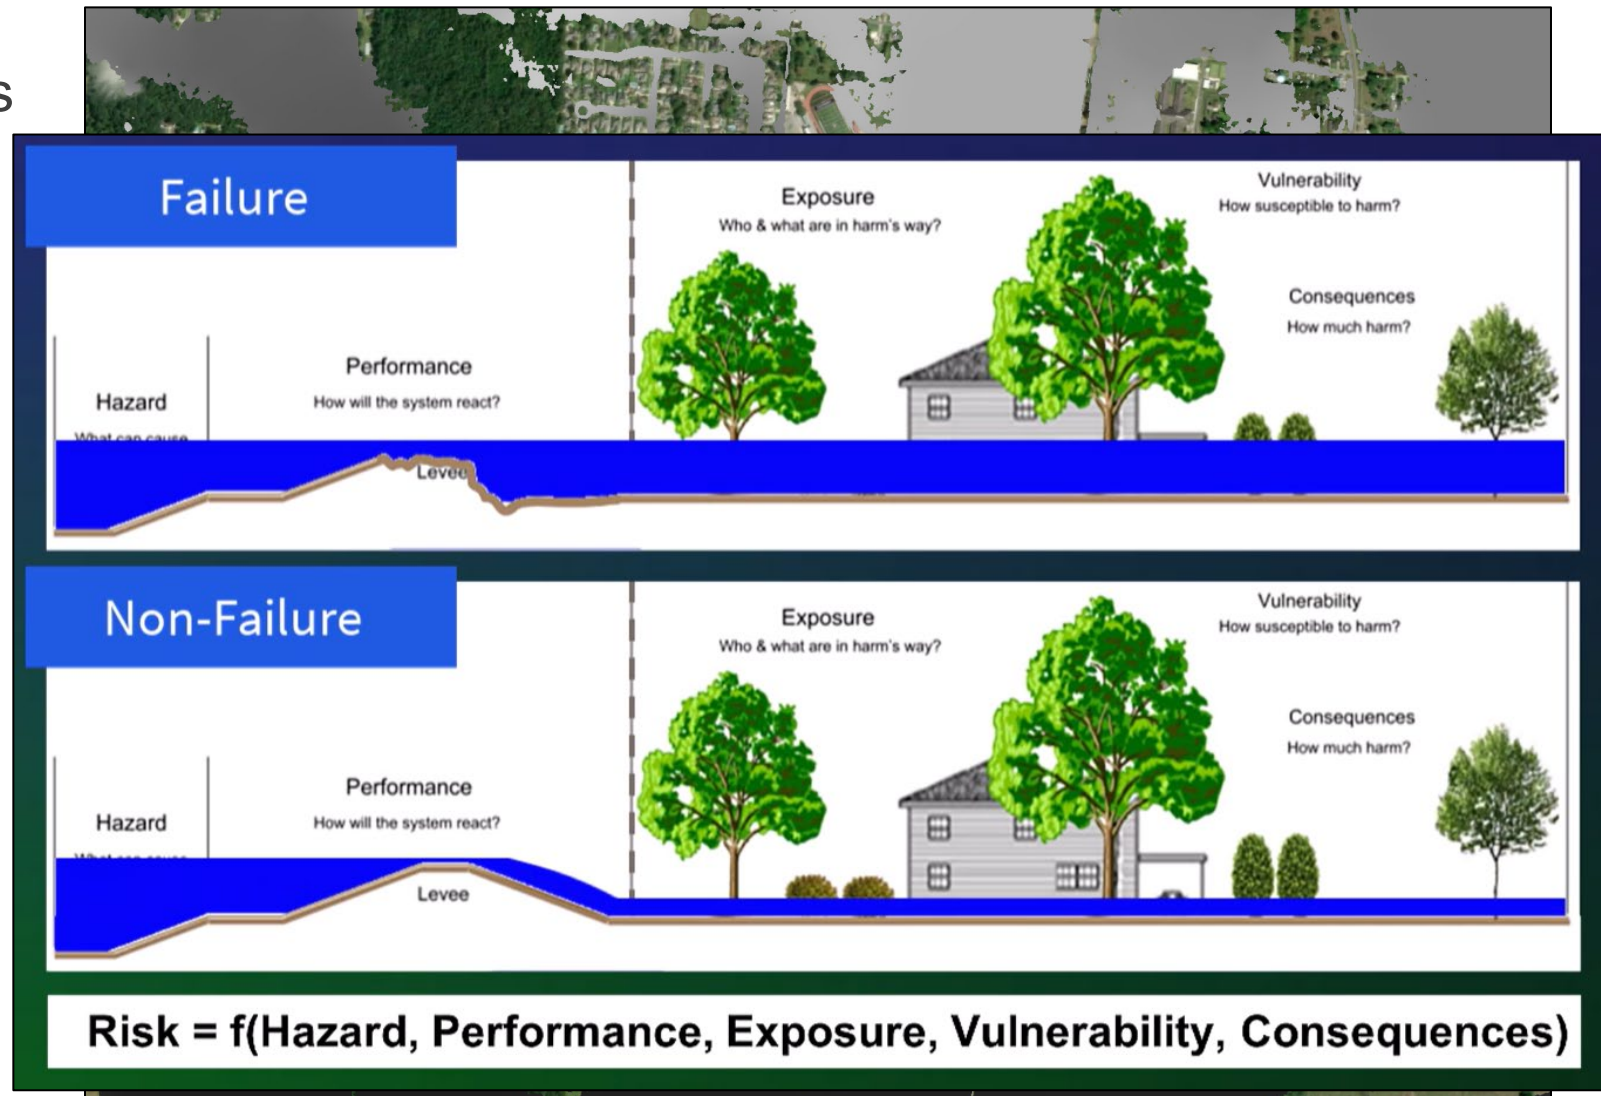 s
Failure
Exposure
Who & what are in harm's way?
Vulnerability
How susceptible to harm?
Consequences
How much harm?
Performance
How will the system react?
Hazard
What can cause
Levee
Non-Failure
Exposure
Who & what are in harm's way?
Vulnerability
How susceptible to harm?
Consequences
How much harm?
Performance
How will the system react?
Hazard
Levee
Risk = f(Hazard, Performance, Exposure, Vulnerability, Consequences)